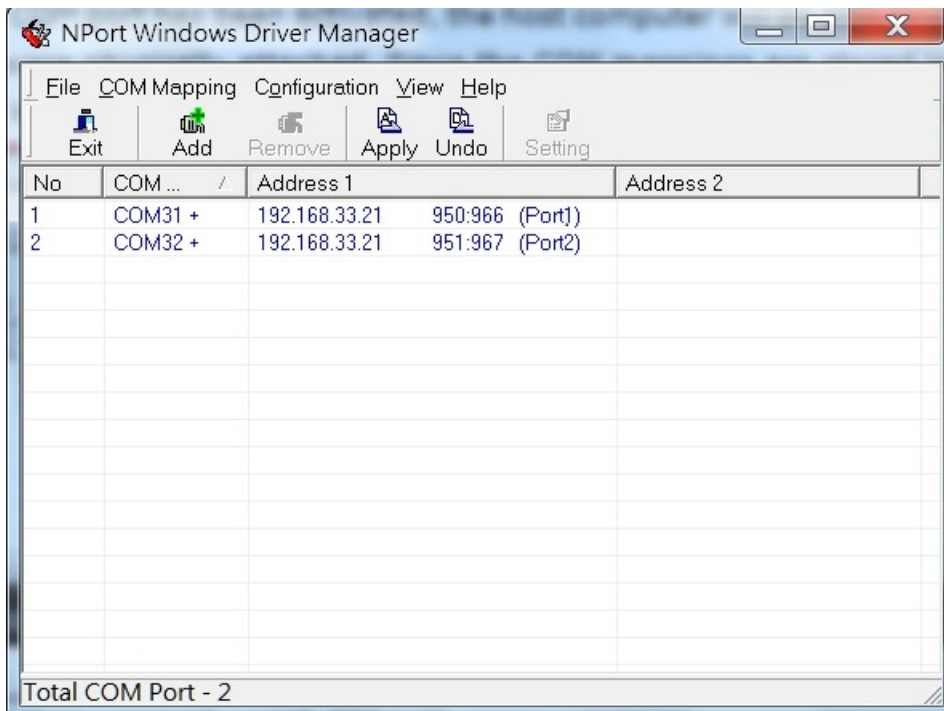 NPort Windows Driver Manager
File COM Mapping Configuration View Help
Exit Add Remove Apply Undo Setting
No COM ... Address 1 Address 2
1 COM31 + 192.168.33.21 950:966 (Port1)
2 COM32 + 192.168.33.21 951:967 (Port2)
Total COM Port - 2